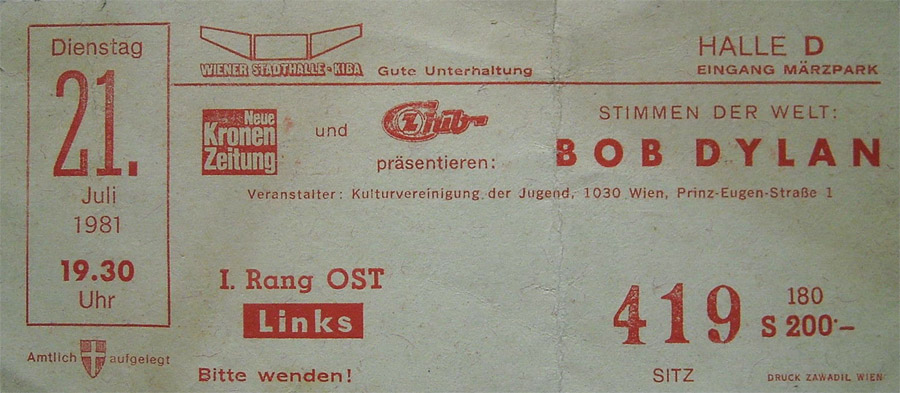 Dienstag
21.
Juli
1981
19.30
Uhr
Amtlich aufgelegt
WIENER STADTHALLE-KIBA Gute Unterhaltung
HALLE D
EINGANG MÄRZPARK
Neue
Kronen
Zeitung
und
präsentieren:
STIMMEN DER WELT:
BOB DYLAN
Veranstalter: Kulturvereinigung der Jugend, 1030 Wien, Prinz-Eugen-Straße 1
I. Rang OST
Links
Bitte wenden!
419
SITZ
180
S 200·-
DRUCK ZAWADIL WIEN